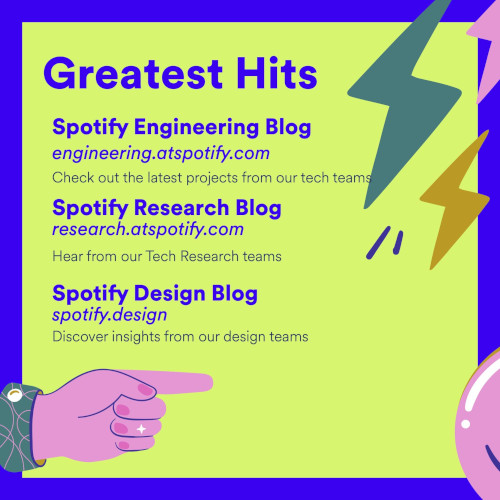 Greatest Hits
Spotify Engineering Blog
engineering.atspotify.com
Check out the latest projects from our tech teams
Spotify Research Blog
research.atspotify.com
Hear from our Tech Research teams
Spotify Design Blog
spotify.design
Discover insights from our design teams